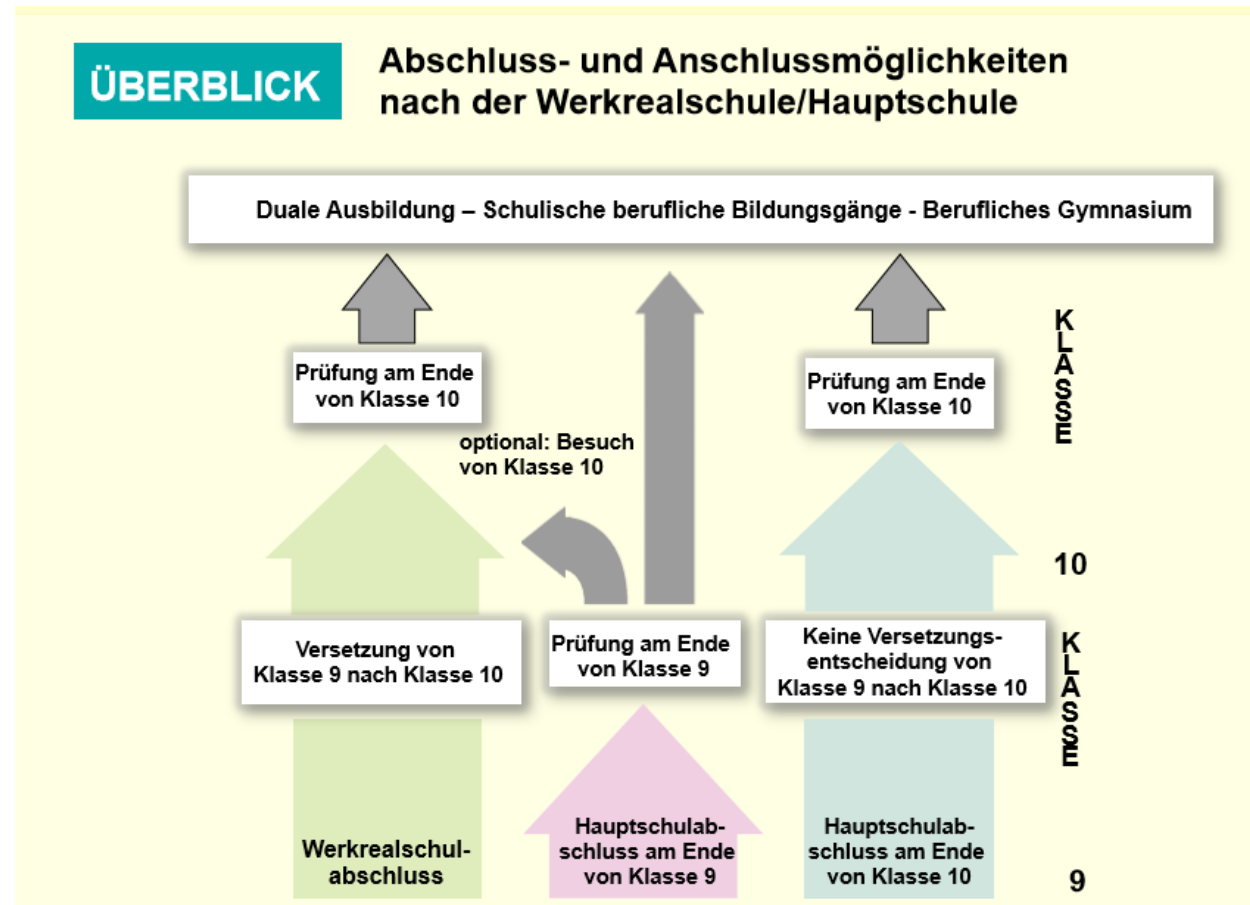 ÜBERBLICK
Abschluss- und Anschlussmöglichkeiten
nach der Werkrealschule/Hauptschule
Duale Ausbildung – Schulische berufliche Bildungsgänge - Berufliches Gymnasium
Prüfung am Ende
von Klasse 10
optional: Besuch
von Klasse 10
Prüfung am Ende
von Klasse 10
KLASSE
10
Versetzung von
Klasse 9 nach Klasse 10
Prüfung am Ende
von Klasse 9
Keine Versetzungs-
entscheidung von
Klasse 9 nach Klasse 10
KLASSE
9
Werkrealschul-
abschluss
Hauptschulab-
schluss am Ende
von Klasse 9
Hauptschulab-
schluss am Ende
von Klasse 10